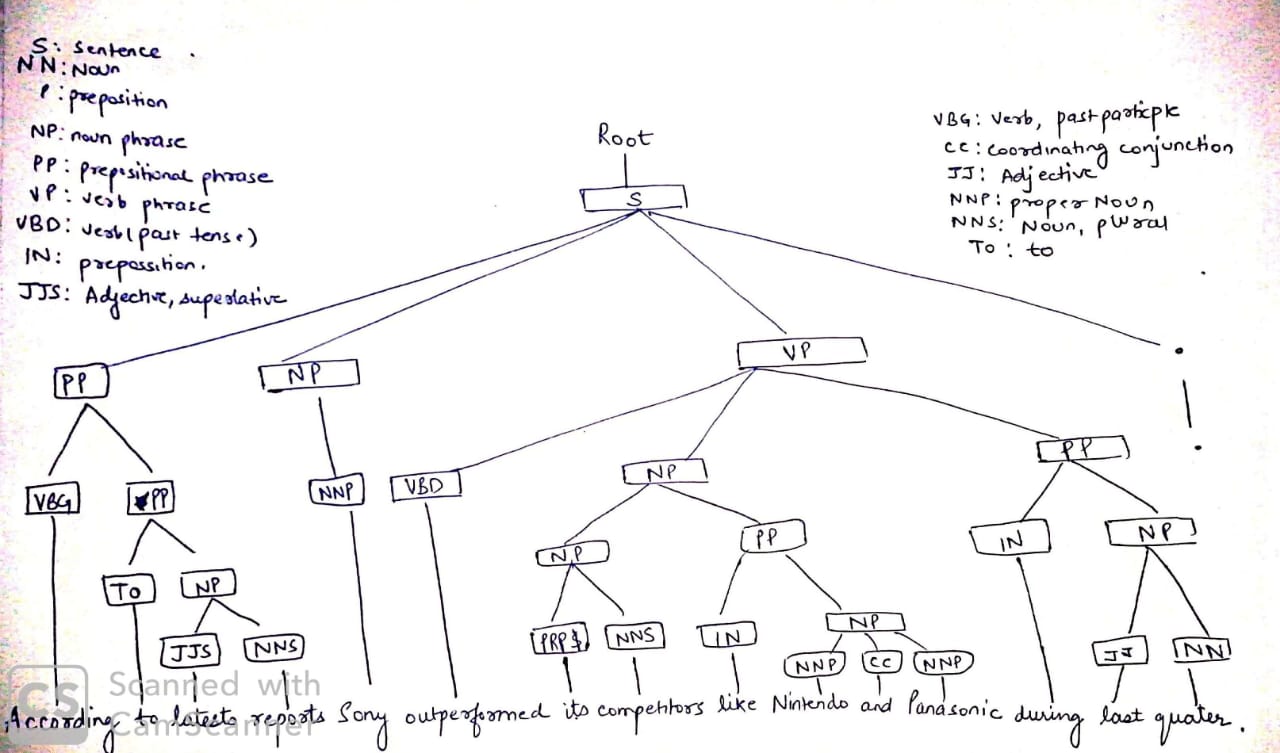 S: Sentence
NN: Noun
P: preposition
NP: noun phrase
PP: prepositional phrase
VP: verb phrase
VBD: verb (past tense)
IN: prepossition.
JJS: Adjective, superlative
VBG: Verb, past participle
CC: coordinating conjunction
JJ: Adjective
NNP: proper Noun
NNS: Noun, plural
To: to
Root
S
PP NP VP .
VBG PP NNP VBD NP PP .
To NP NP PP IN NP
JJS NNS PRP$ NNS IN NP JJ NN
NNP CC NNP
According to latests reports Sony outperformed its competitors like Nintendo and Panasonic during last quater.
CS Scanned with
CamScanner